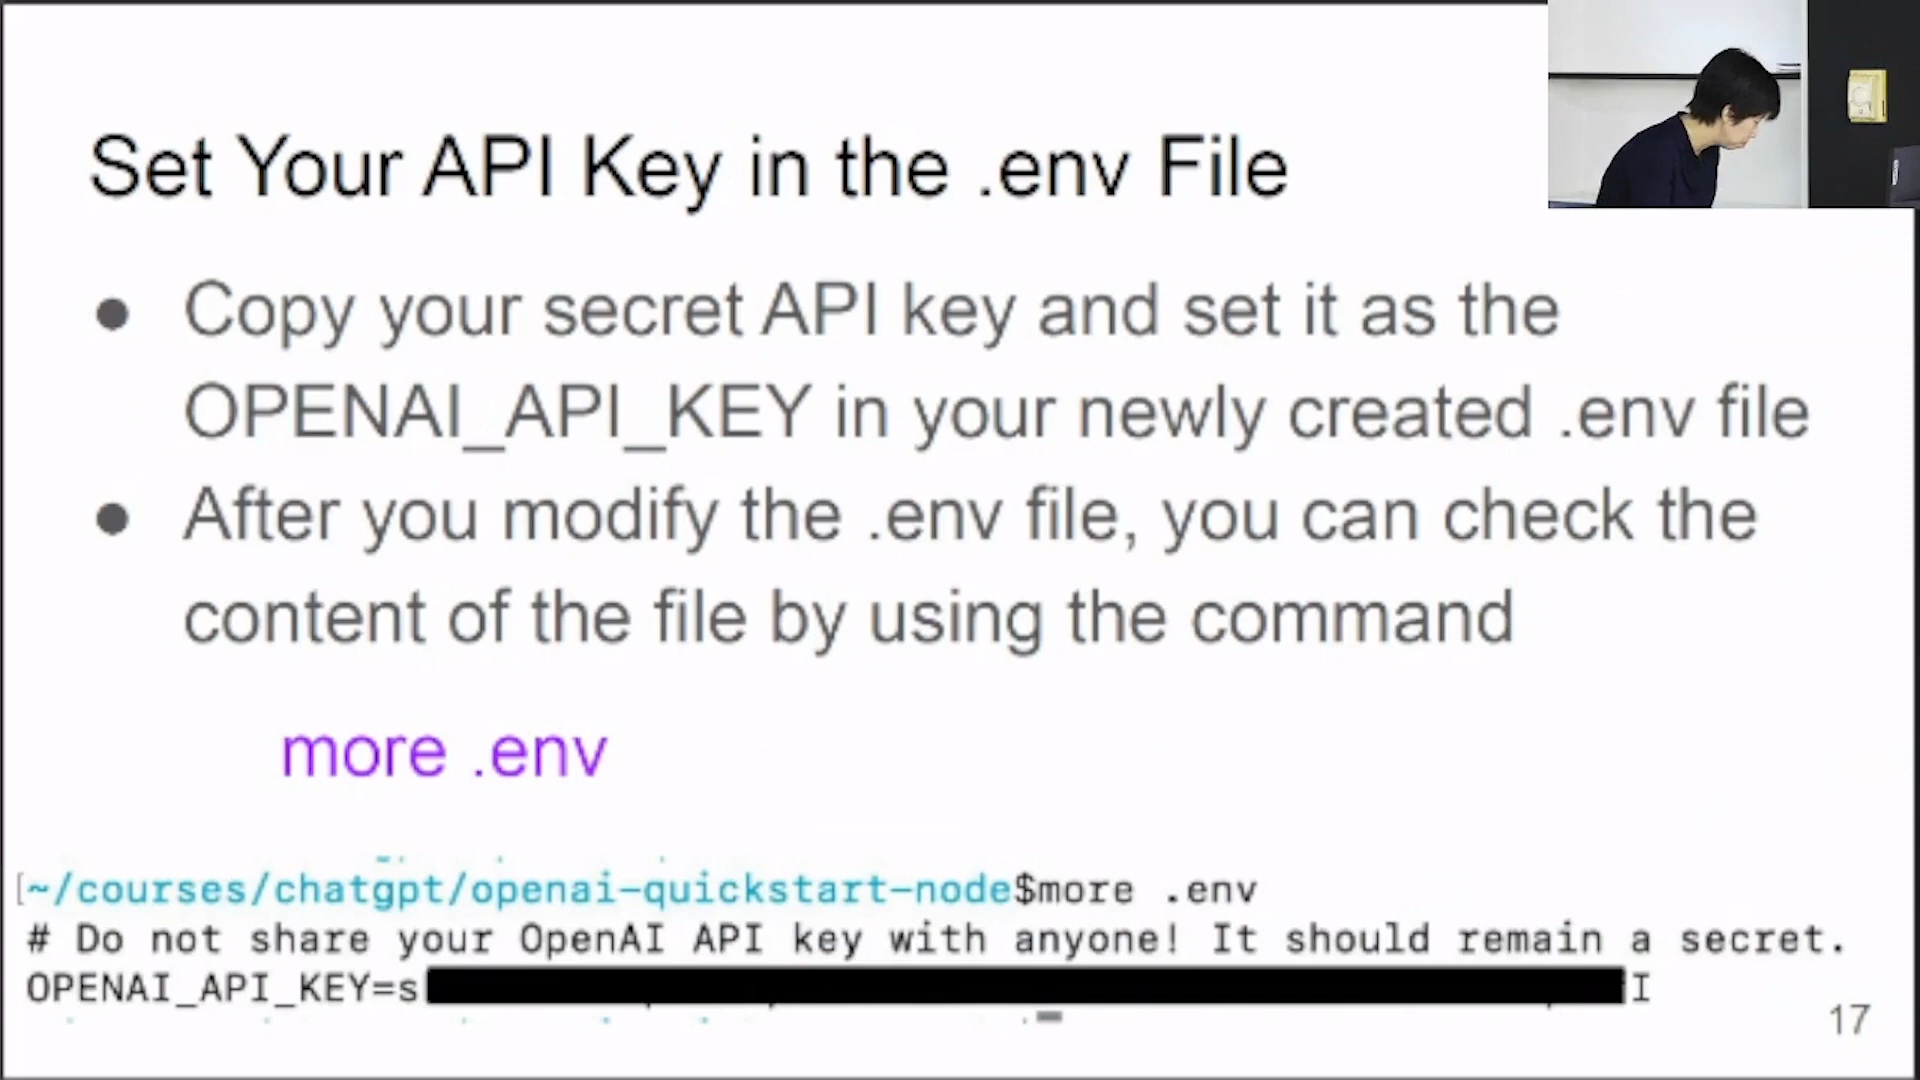 Set Your API Key in the .env File
● Copy your secret API key and set it as the
OPENAI_API_KEY in your newly created .env file
● After you modify the .env file, you can check the
content of the file by using the command
more .env
[~/courses/chatgpt/openai-quickstart-node$more .env
# Do not share your OpenAI API key with anyone! It should remain a secret.
OPENAI_API_KEY=s I
17